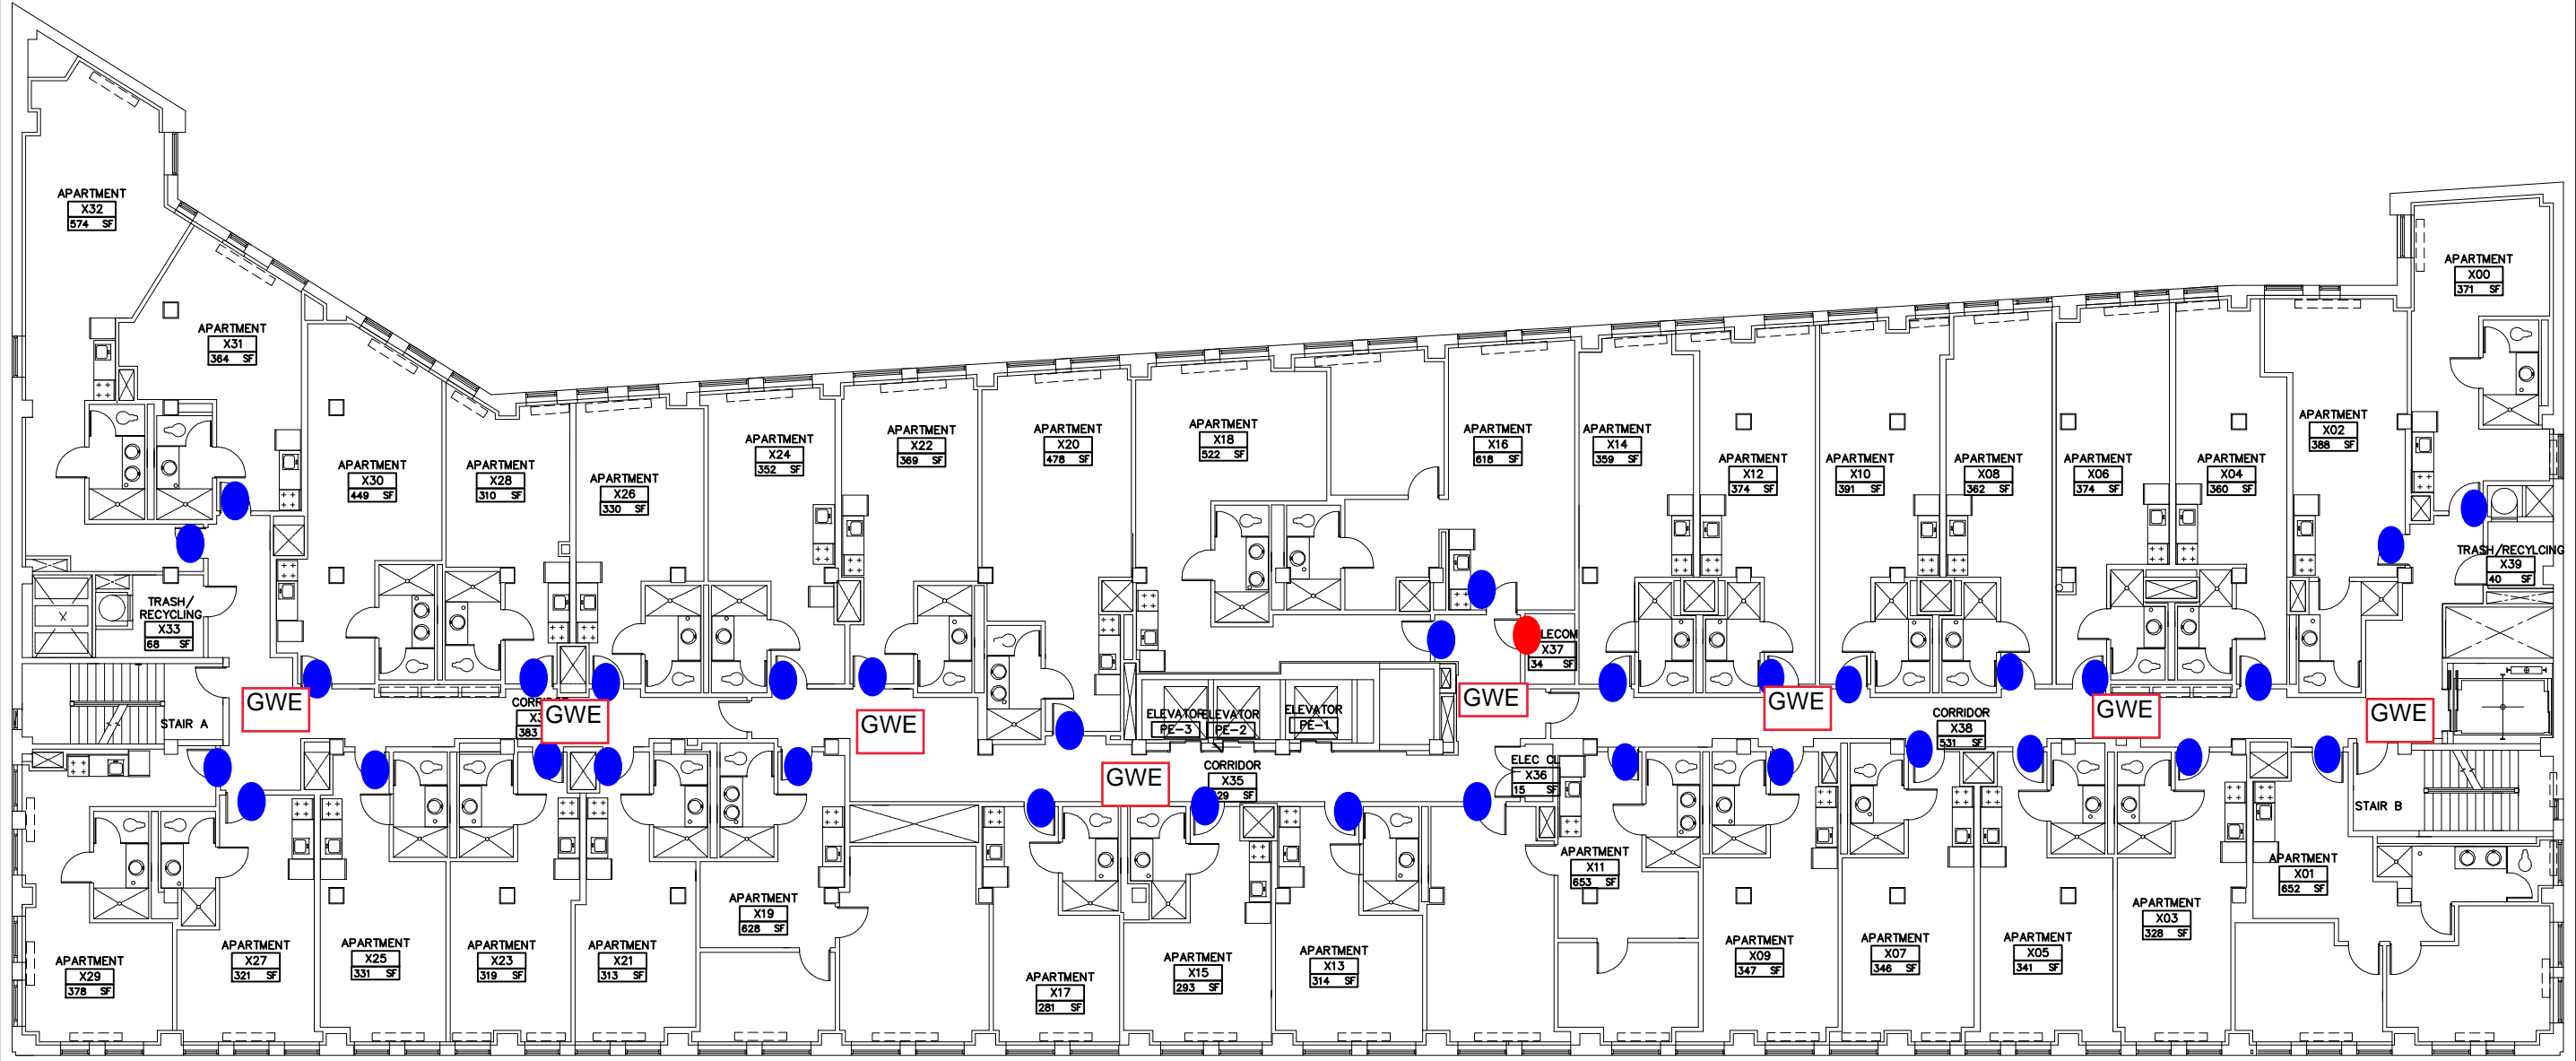 APARTMENT
X32
574 SF
APARTMENT
X31
364 SF
APARTMENT
X30
449 SF
APARTMENT
X28
310 SF
APARTMENT
X26
330 SF
APARTMENT
X24
352 SF
APARTMENT
X22
369 SF
APARTMENT
X20
478 SF
APARTMENT
X18
522 SF
APARTMENT
X16
618 SF
APARTMENT
X14
359 SF
APARTMENT
X12
374 SF
APARTMENT
X10
391 SF
APARTMENT
X08
362 SF
APARTMENT
X06
374 SF
APARTMENT
X04
360 SF
APARTMENT
X02
388 SF
APARTMENT
X00
371 SF
TRASH/RECYLCING
X39
40 SF
TRASH/
RECYCLING
X33
68 SF
X
LECOM
X37
34 SF
GWE
GWE
GWE
GWE
GWE
GWE
GWE
GWE
STAIR A
383
ELEVATOR
PE-3
ELEVATOR
PE-2
ELEVATOR
PE-1
CORRIDOR
X35
29 SF
CORRIDOR
X38
531 SF
ELEC CL
X36
15 SF
STAIR B
APARTMENT
X29
378 SF
APARTMENT
X27
321 SF
APARTMENT
X25
331 SF
APARTMENT
X23
319 SF
APARTMENT
X21
313 SF
APARTMENT
X19
628 SF
APARTMENT
X17
281 SF
APARTMENT
X15
293 SF
APARTMENT
X13
314 SF
APARTMENT
X11
653 SF
APARTMENT
X09
347 SF
APARTMENT
X07
346 SF
APARTMENT
X05
341 SF
APARTMENT
X03
328 SF
APARTMENT
X01
652 SF